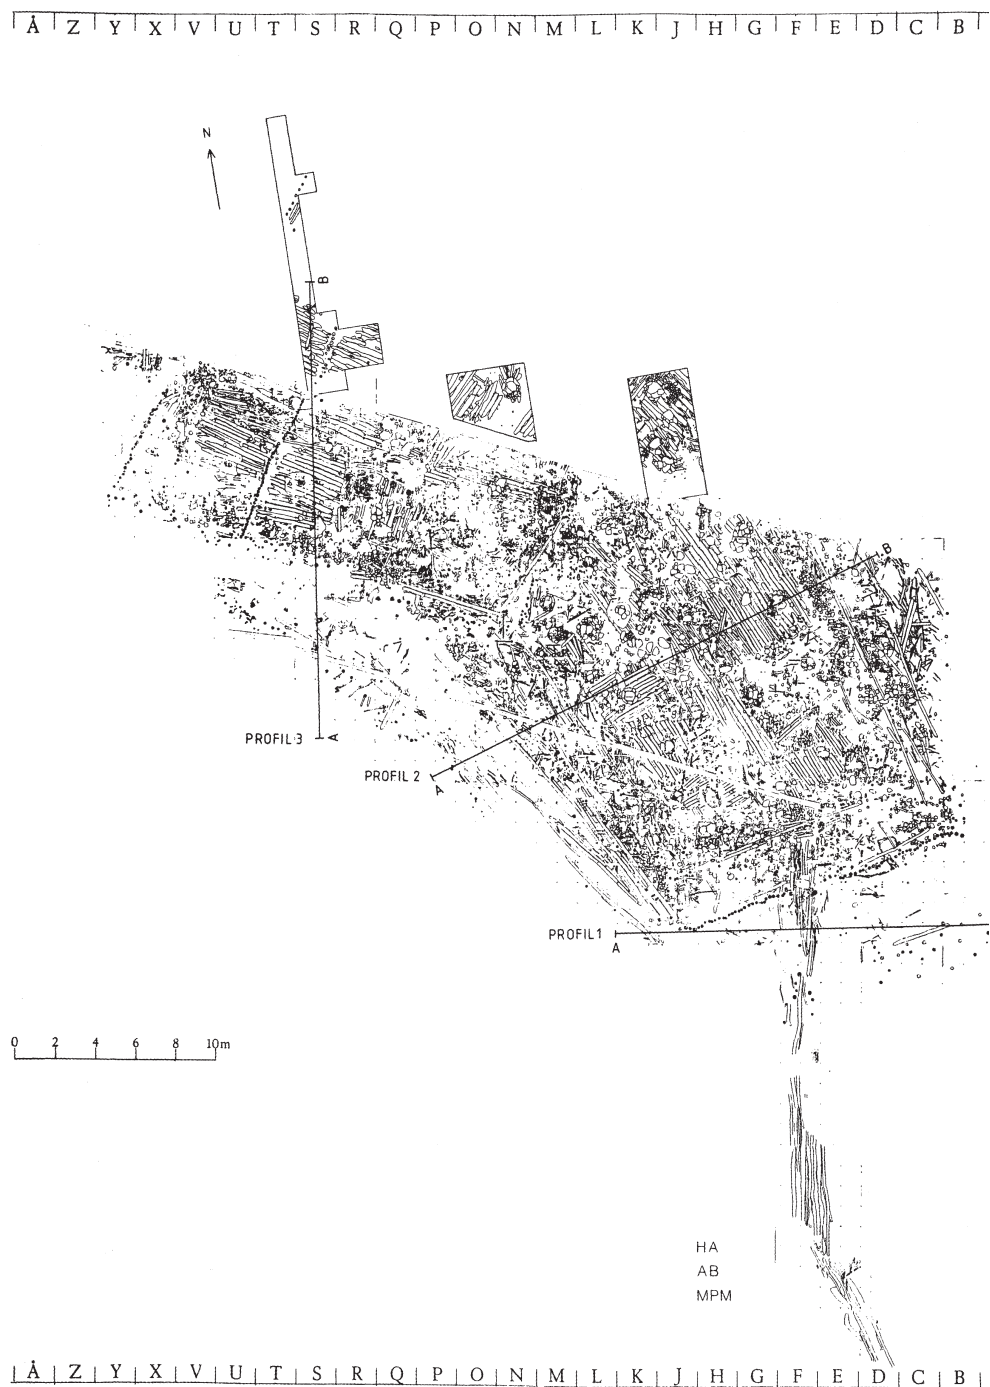 Å Z Y X V U T S R Q P O N M L K J H G F E D C B
N
B
B
PROFIL 3 A
PROFIL 2
A
PROFIL 1
A
0 2 4 6 8 10m
HA
AB
MPM
Å Z Y X V U T S R Q P O N M L K J H G F E D C B